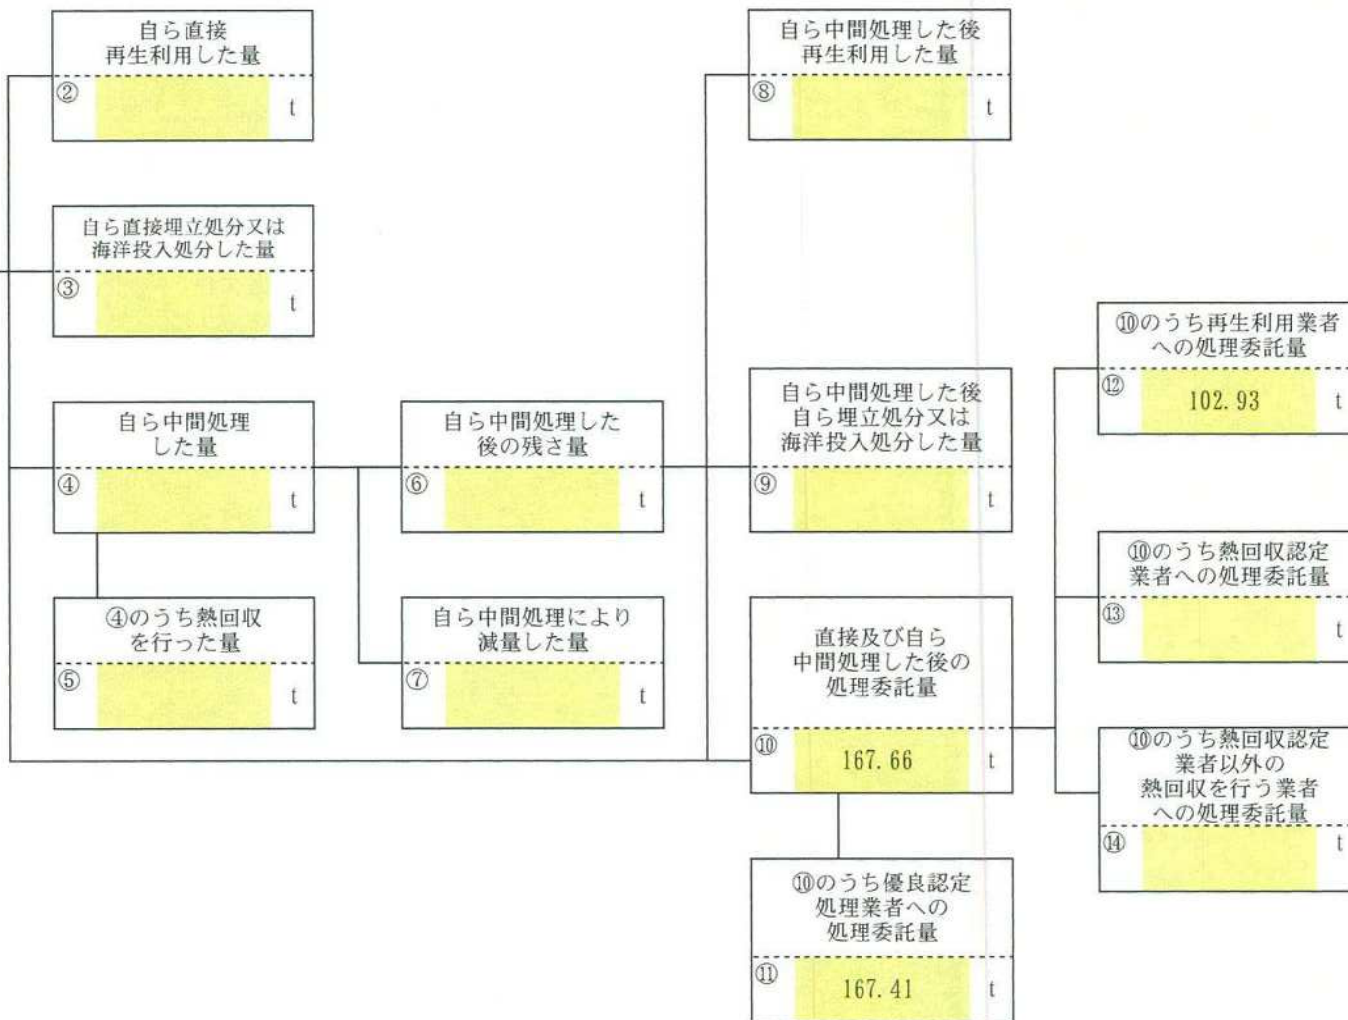 自ら直接
再生利用した量
② t
自ら直接埋立処分又は
海洋投入処分した量
③ t
自ら中間処理
した量
④ t
④のうち熱回収
を行った量
⑤ t
自ら中間処理した
後の残さ量
⑥ t
自ら中間処理により
減量した量
⑦ t
自ら中間処理した後
再生利用した量
⑧ t
自ら中間処理した後
自ら埋立処分又は
海洋投入処分した量
⑨ t
直接及び自ら
中間処理した後の
処理委託量
⑩ 167.66 t
⑩のうち優良認定
処理業者への
処理委託量
⑪ 167.41 t
⑩のうち再生利用業者
への処理委託量
⑫ 102.93 t
⑩のうち熱回収認定
業者への処理委託量
⑬ t
⑩のうち熱回収認定
業者以外の
熱回収を行う業者
への処理委託量
⑭ t